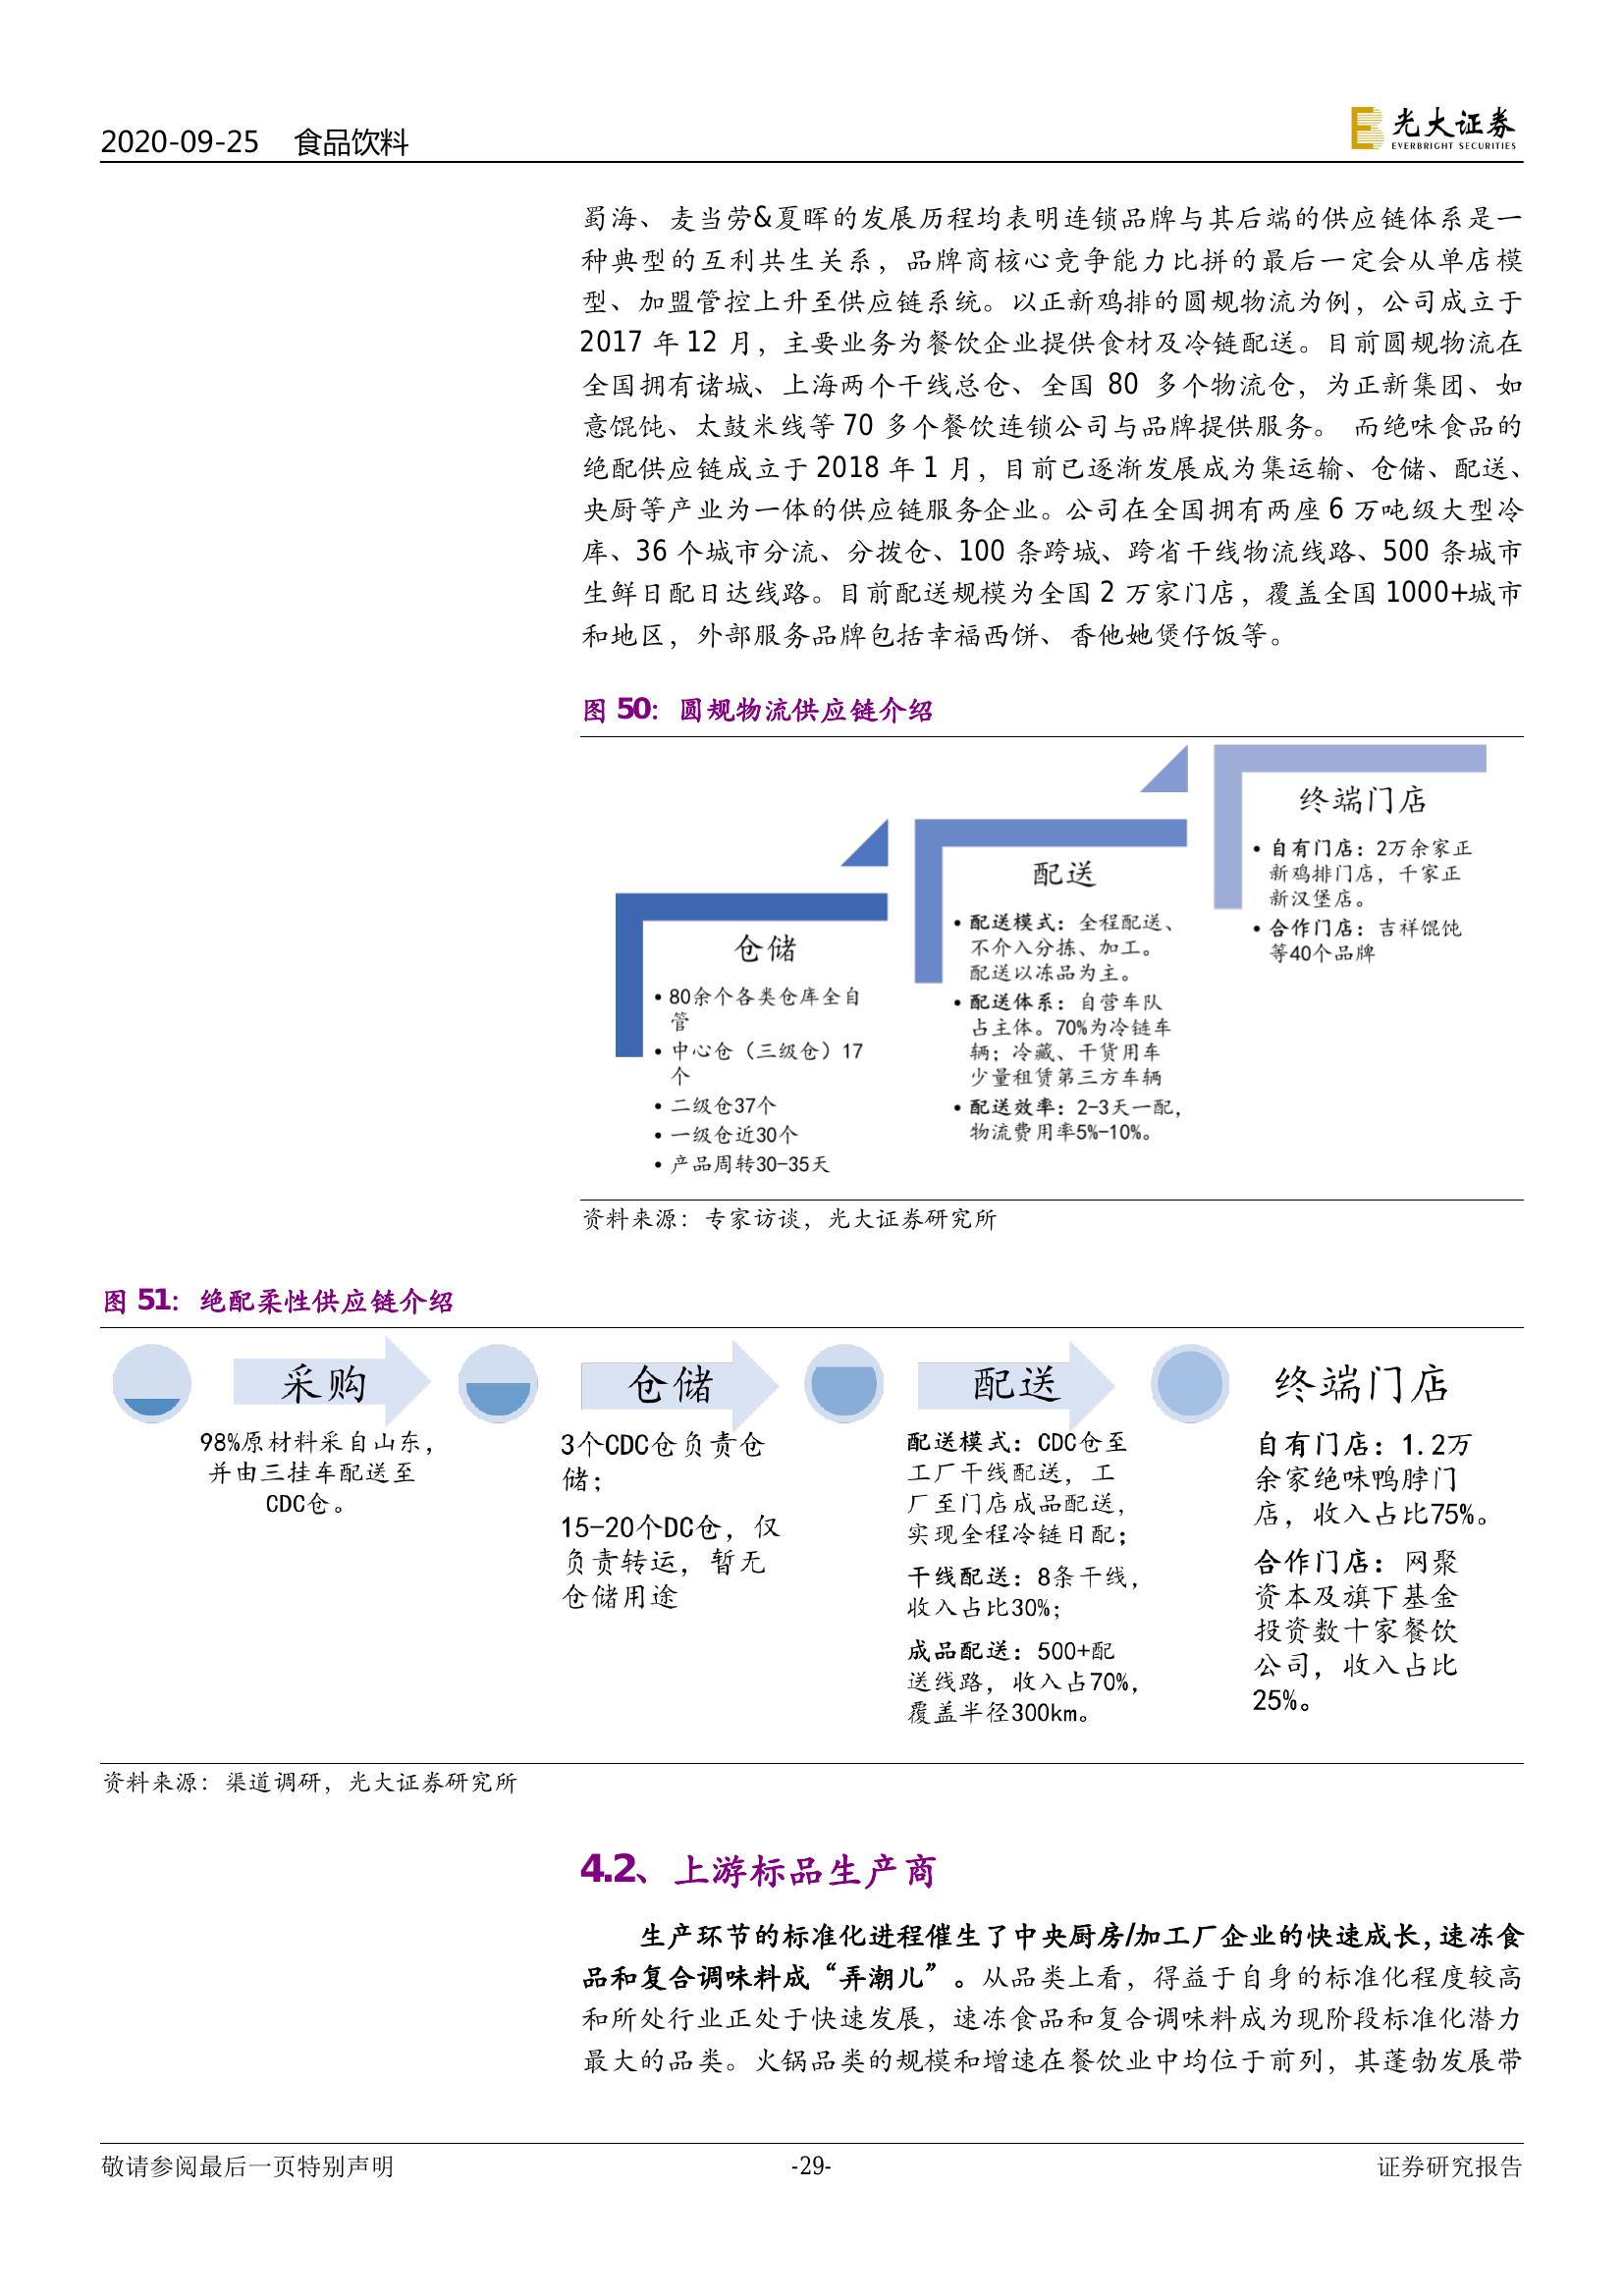 2020-09-25 食品饮料
光大证券
EVERBRIGHT SECURITIES
蜀海、麦当劳&夏晖的发展历程均表明连锁品牌与其后端的供应链体系是一
种典型的互利共生关系，品牌商核心竞争能力比拼的最后一定会从单店模
型、加盟管控上升至供应链系统。以正新鸡排的圆规物流为例，公司成立于
2017 年 12 月，主要业务为餐饮企业提供食材及冷链配送。目前圆规物流在
全国拥有诸城、上海两个干线总仓、全国 80 多个物流仓，为正新集团、如
意馄饨、太鼓米线等 70 多个餐饮连锁公司与品牌提供服务。 而绝味食品的
绝配供应链成立于 2018 年 1 月，目前已逐渐发展成为集运输、仓储、配送、
央厨等产业为一体的供应链服务企业。公司在全国拥有两座 6 万吨级大型冷
库、36 个城市分流、分拨仓、100 条跨城、跨省干线物流线路、500 条城市
生鲜日配日达线路。目前配送规模为全国 2 万家门店，覆盖全国 1000+城市
和地区，外部服务品牌包括幸福西饼、香他她煲仔饭等。
图 50：圆规物流供应链介绍
仓储
• 80余个各类仓库全自
管
• 中心仓（三级仓）17
个
• 二级仓37个
• 一级仓近30个
• 产品周转30-35天
配送
• 配送模式：全程配送、
不介入分拣、加工。
配送以冻品为主。
• 配送体系：自营车队
占主体。70%为冷链车
辆；冷藏、干货用车
少量租赁第三方车辆
• 配送效率：2-3天一配，
物流费用率5%-10%。
终端门店
• 自有门店：2万余家正
新鸡排门店，千家正
新汉堡店。
• 合作门店：吉祥馄饨
等40个品牌
资料来源：专家访谈，光大证券研究所
图 51：绝配柔性供应链介绍
采购
98%原材料采自山东，
并由三挂车配送至
CDC仓。
仓储
3个CDC仓负责仓
储；
15-20个DC仓，仅
负责转运，暂无
仓储用途
配送
配送模式：CDC仓至
工厂干线配送，工
厂至门店成品配送，
实现全程冷链日配；
干线配送：8条干线，
收入占比30%；
成品配送：500+配
送线路，收入占70%，
覆盖半径300km。
终端门店
自有门店：1.2万
余家绝味鸭脖门
店，收入占比75%。
合作门店：网聚
资本及旗下基金
投资数十家餐饮
公司，收入占比
25%。
资料来源：渠道调研，光大证券研究所
4.2、上游标品生产商
生产环节的标准化进程催生了中央厨房/加工厂企业的快速成长，速冻食
品和复合调味料成“弄潮儿”。从品类上看，得益于自身的标准化程度较高
和所处行业正处于快速发展，速冻食品和复合调味料成为现阶段标准化潜力
最大的品类。火锅品类的规模和增速在餐饮业中均位于前列，其蓬勃发展带
敬请参阅最后一页特别声明
-29-
证券研究报告